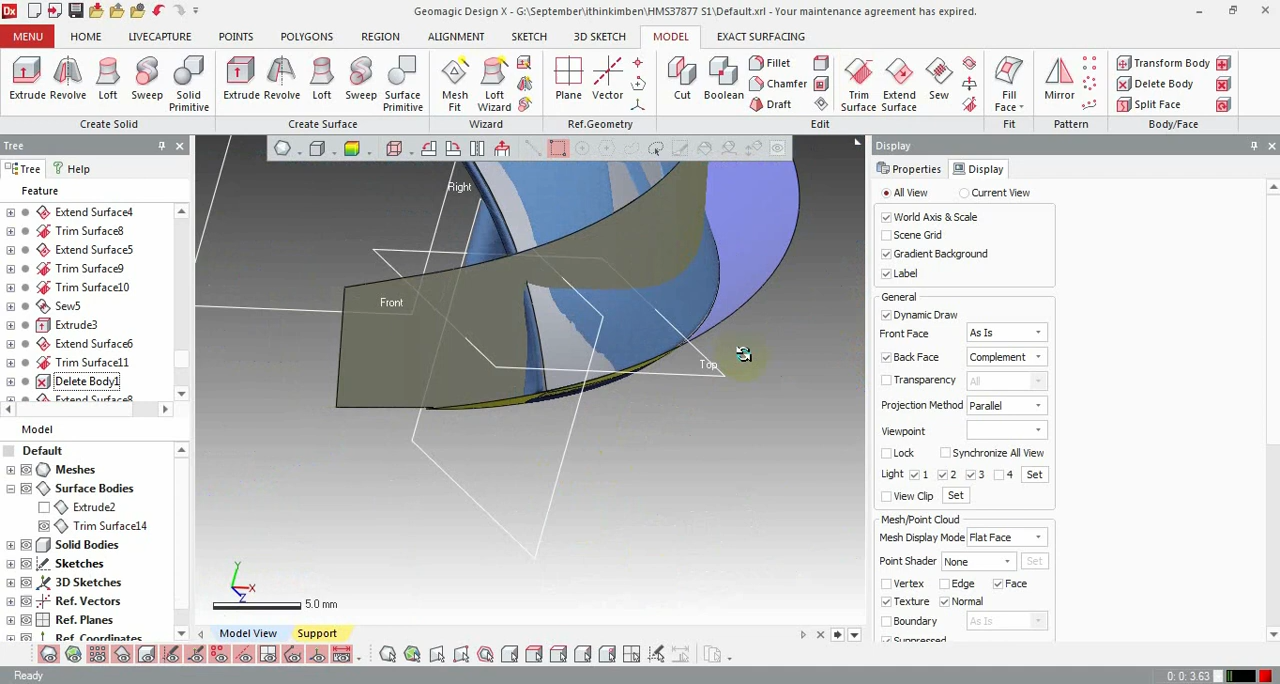 Geomagic Design X - G:\September\ithinkimben\HMS37877 S\Default.xrl - Your maintenance agreement has expired.
MENU HOME LIVECAPTURE POINTS POLYGONS REGION ALIGNMENT SKETCH 3D SKETCH MODEL EXACT SURFACING
Extrude Revolve Loft Sweep Solid Primitive Extrude Revolve Loft Sweep Surface Primitive Mesh Fit Loft Wizard Plane Vector Cut Boolean Fillet Chamfer Draft Trim Surface Extend Surface Sew Fill Face Mirror Transform Body Delete Body Split Face
Create Solid Create Surface Wizard Ref.Geometry Edit Fit Pattern Body/Face
Tree
Tree Help
Feature
Extend Surface4
Trim Surface8
Extend Surface5
Trim Surface9
Trim Surface10
Sew5
Extrude3
Extend Surface6
Trim Surface11
Delete Body1
Extend Surface8
Model
Default
Meshes
Surface Bodies
Extrude2
Trim Surface14
Solid Bodies
Sketches
3D Sketches
Ref. Vectors
Ref. Planes
Ref. Coordinates
Right
Front
Top
Y
X
Z
5.0 mm
Model View Support
Display
Properties Display
All View Current View
World Axis & Scale
Scene Grid
Gradient Background
Label
General
Dynamic Draw
Front Face As Is
Back Face Complement
Transparency All
Projection Method Parallel
Viewpoint
Lock Synchronize All View
Light 1 2 3 4 Set
View Clip Set
Mesh/Point Cloud
Mesh Display Mode Flat Face
Point Shader None Set
Vertex Edge Face
Texture Normal
Boundary As Is
Suppressed
Ready
0: 0: 3.63